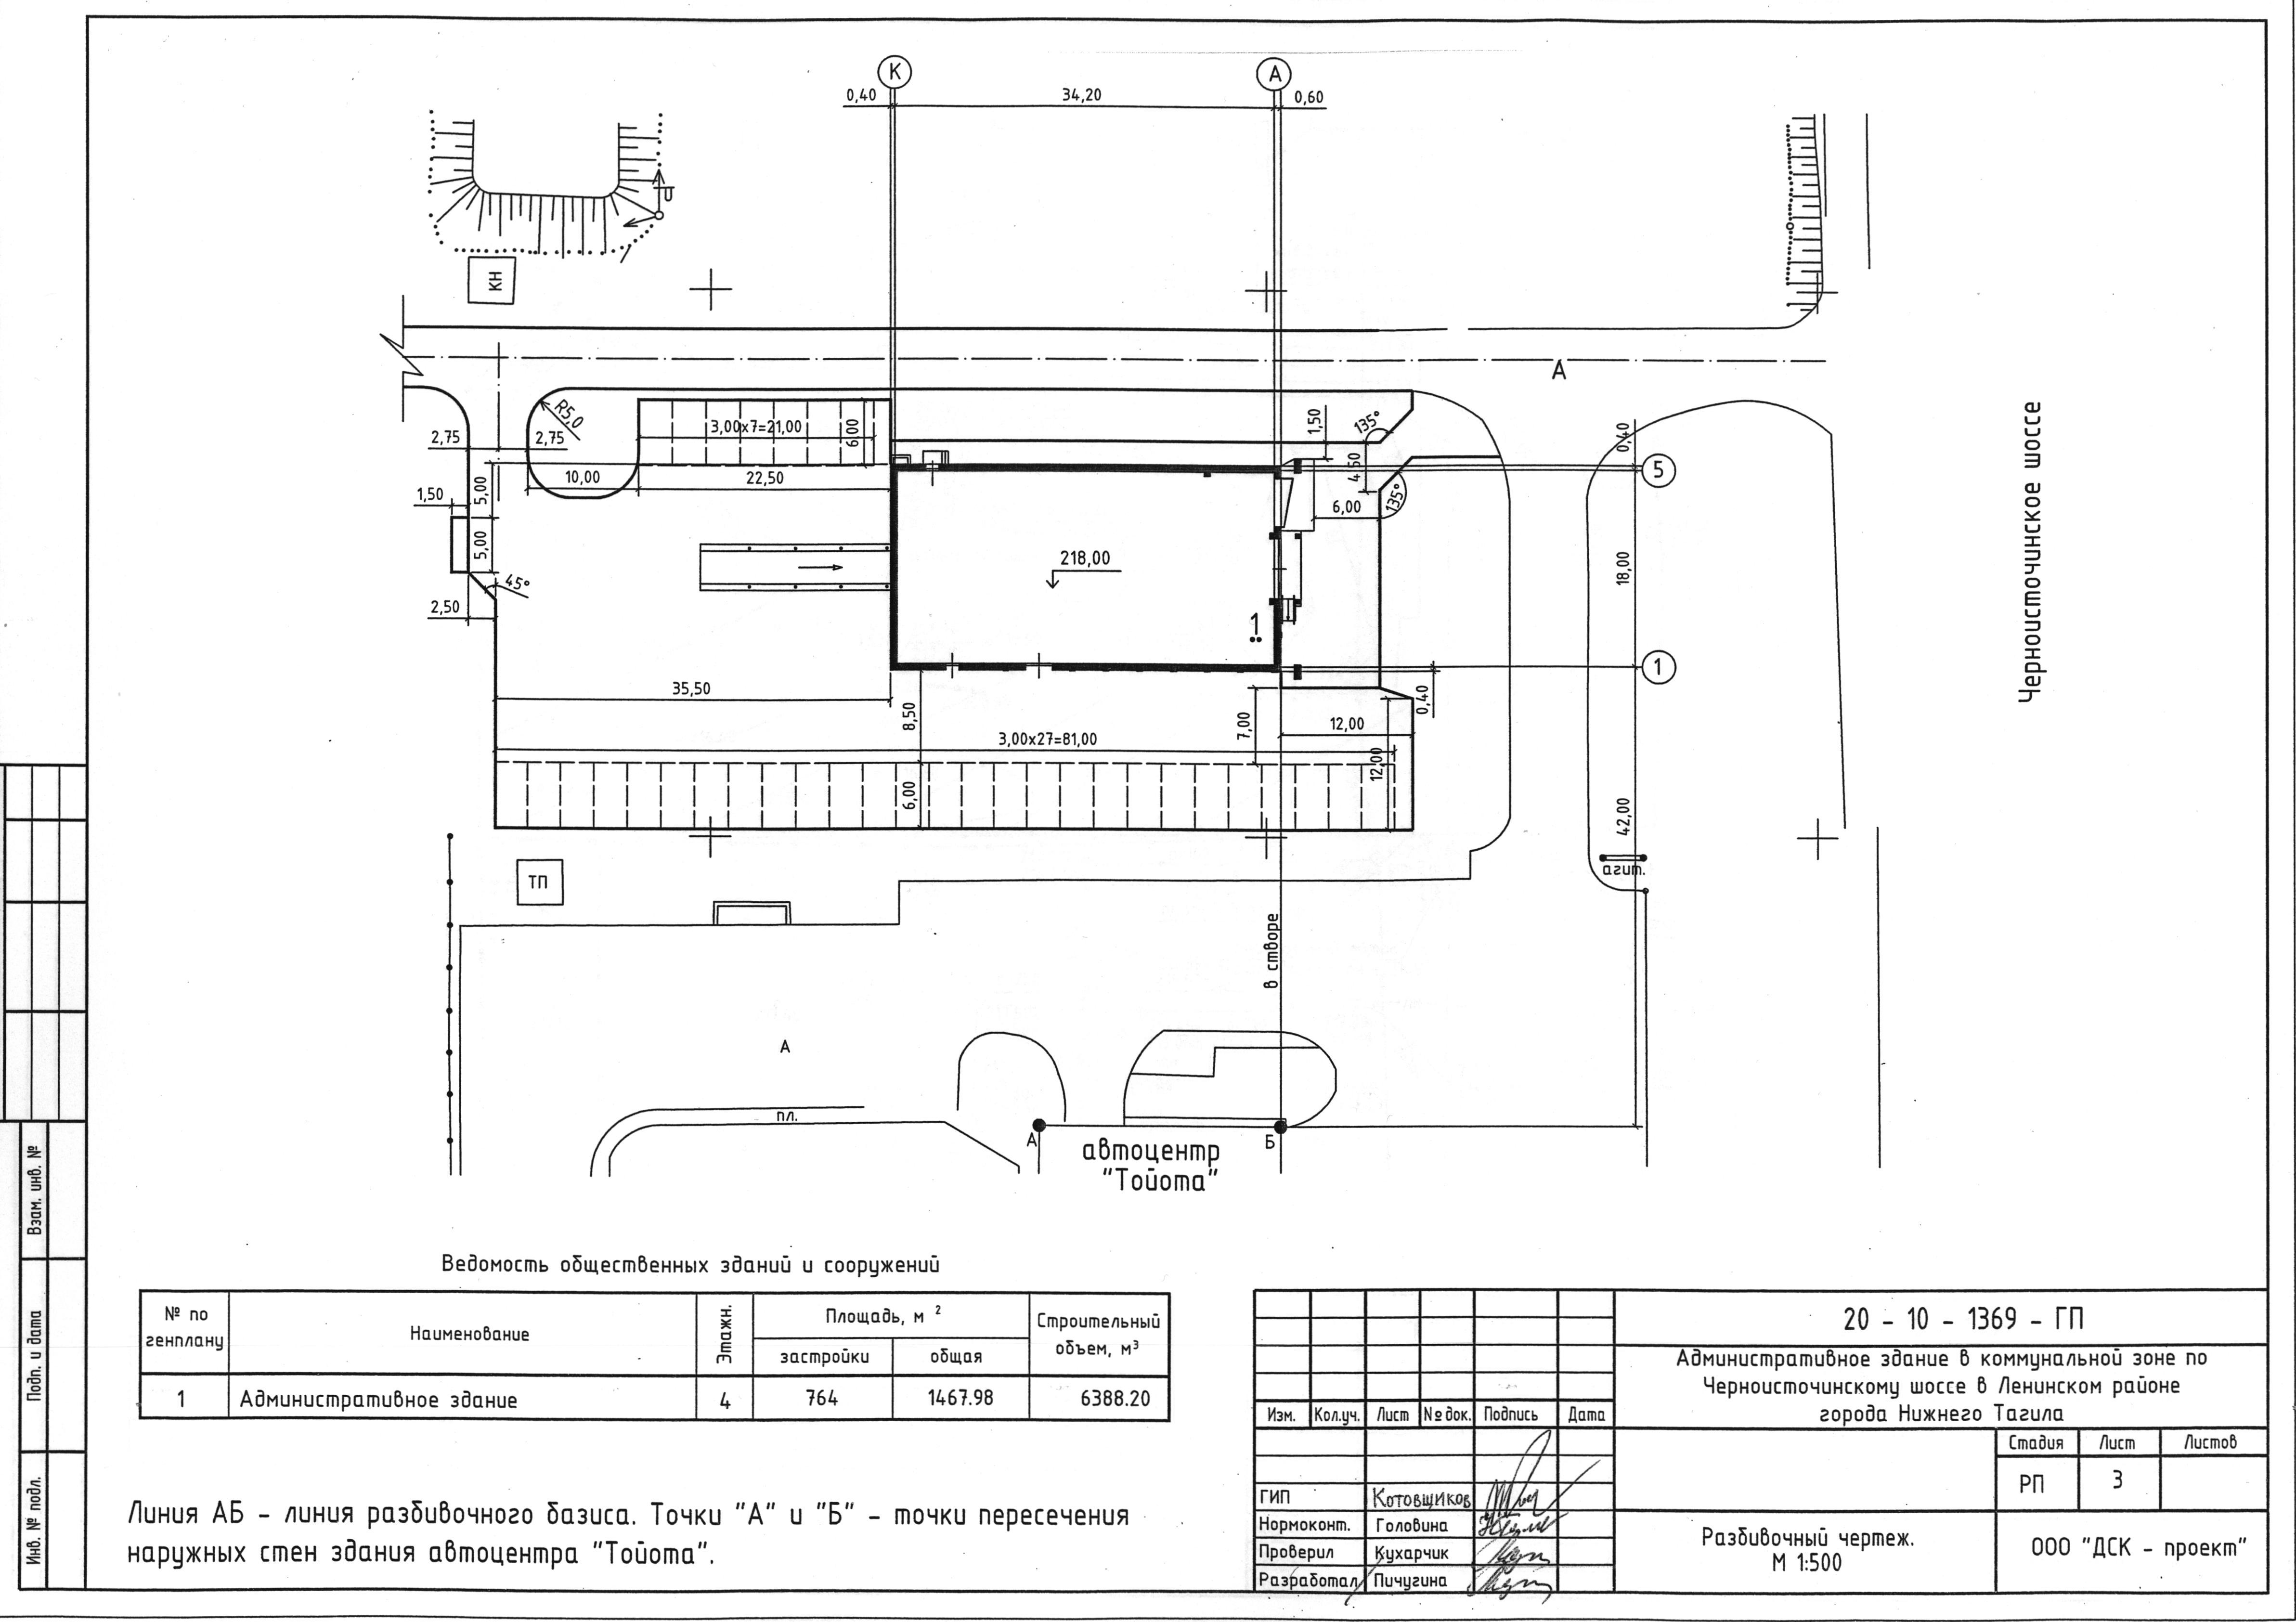 К
А
0,40
34,20
0,60
КН
А
R5,0
3,00х7=21,00
6,00
1,50
135°
0,40
2,75
2,75
10,00
22,50
5,00
4,50
5
135°
1,50
6,00
5,00
218,00
18,00
45°
2,50
1
1
Черноисточинское шоссе
35,50
8,50
7,00
12,00
0,40
3,00х27=81,00
12,00
6,00
42,00
агит.
ТП
в створе
А
пл.
А
Б
автоцентр
"Тойота"
Взам. инв. №
Подп. и дата
Инв. № подл.
Ведомость общественных зданий и сооружений
№ по генплану
Наименование
Этажн.
Площадь, м 2
застройки
общая
Строительный объем, м³
1
Административное здание
4
764
1467.98
6388.20
Линия АБ - линия разбивочного базиса. Точки "А" и "Б" - точки пересечения
наружных стен здания автоцентра "Тойота".
20 - 10 - 1369 - ГП
Административное здание в коммунальной зоне по
Черноисточинскому шоссе в Ленинском районе
города Нижнего Тагила
Изм.
Кол.уч.
Лист
№ док.
Подпись
Дата
Стадия
Лист
Листов
РП
3
ГИП
Котовщиков
Нормоконт.
Головина
Проверил
Кухарчик
Разработал
Пичугина
Разбивочный чертеж.
М 1:500
ООО "ДСК - проект"